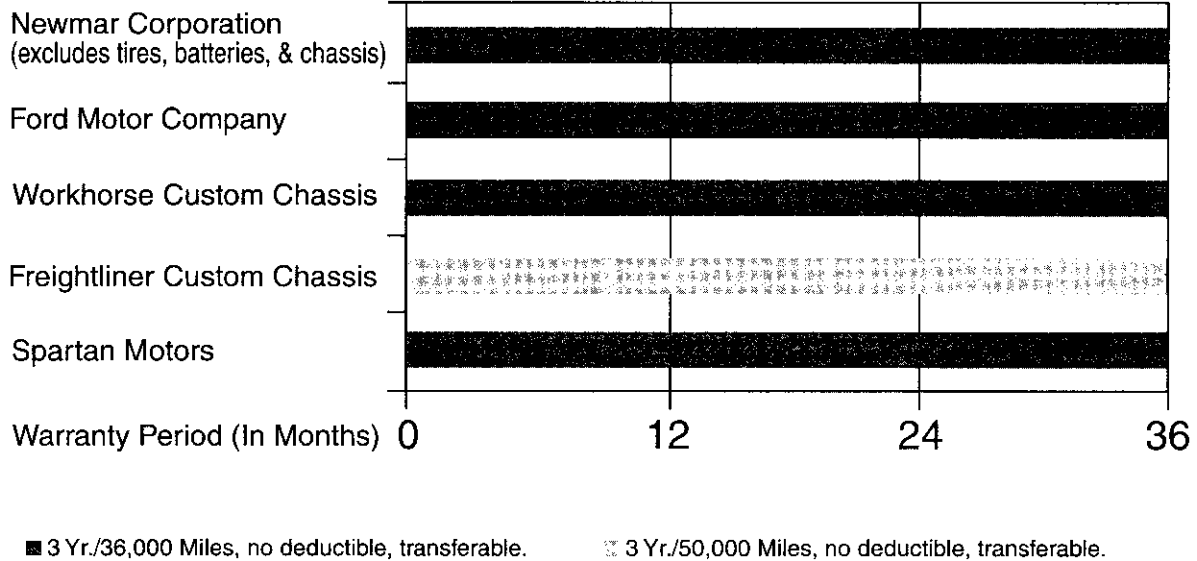 Newmar Corporation
(excludes tires, batteries, & chassis)
Ford Motor Company
Workhorse Custom Chassis
Freightliner Custom Chassis
Spartan Motors
Warranty Period (In Months) 0 12 24 36
3 Yr./36,000 Miles, no deductible, transferable. 3 Yr./50,000 Miles, no deductible, transferable.